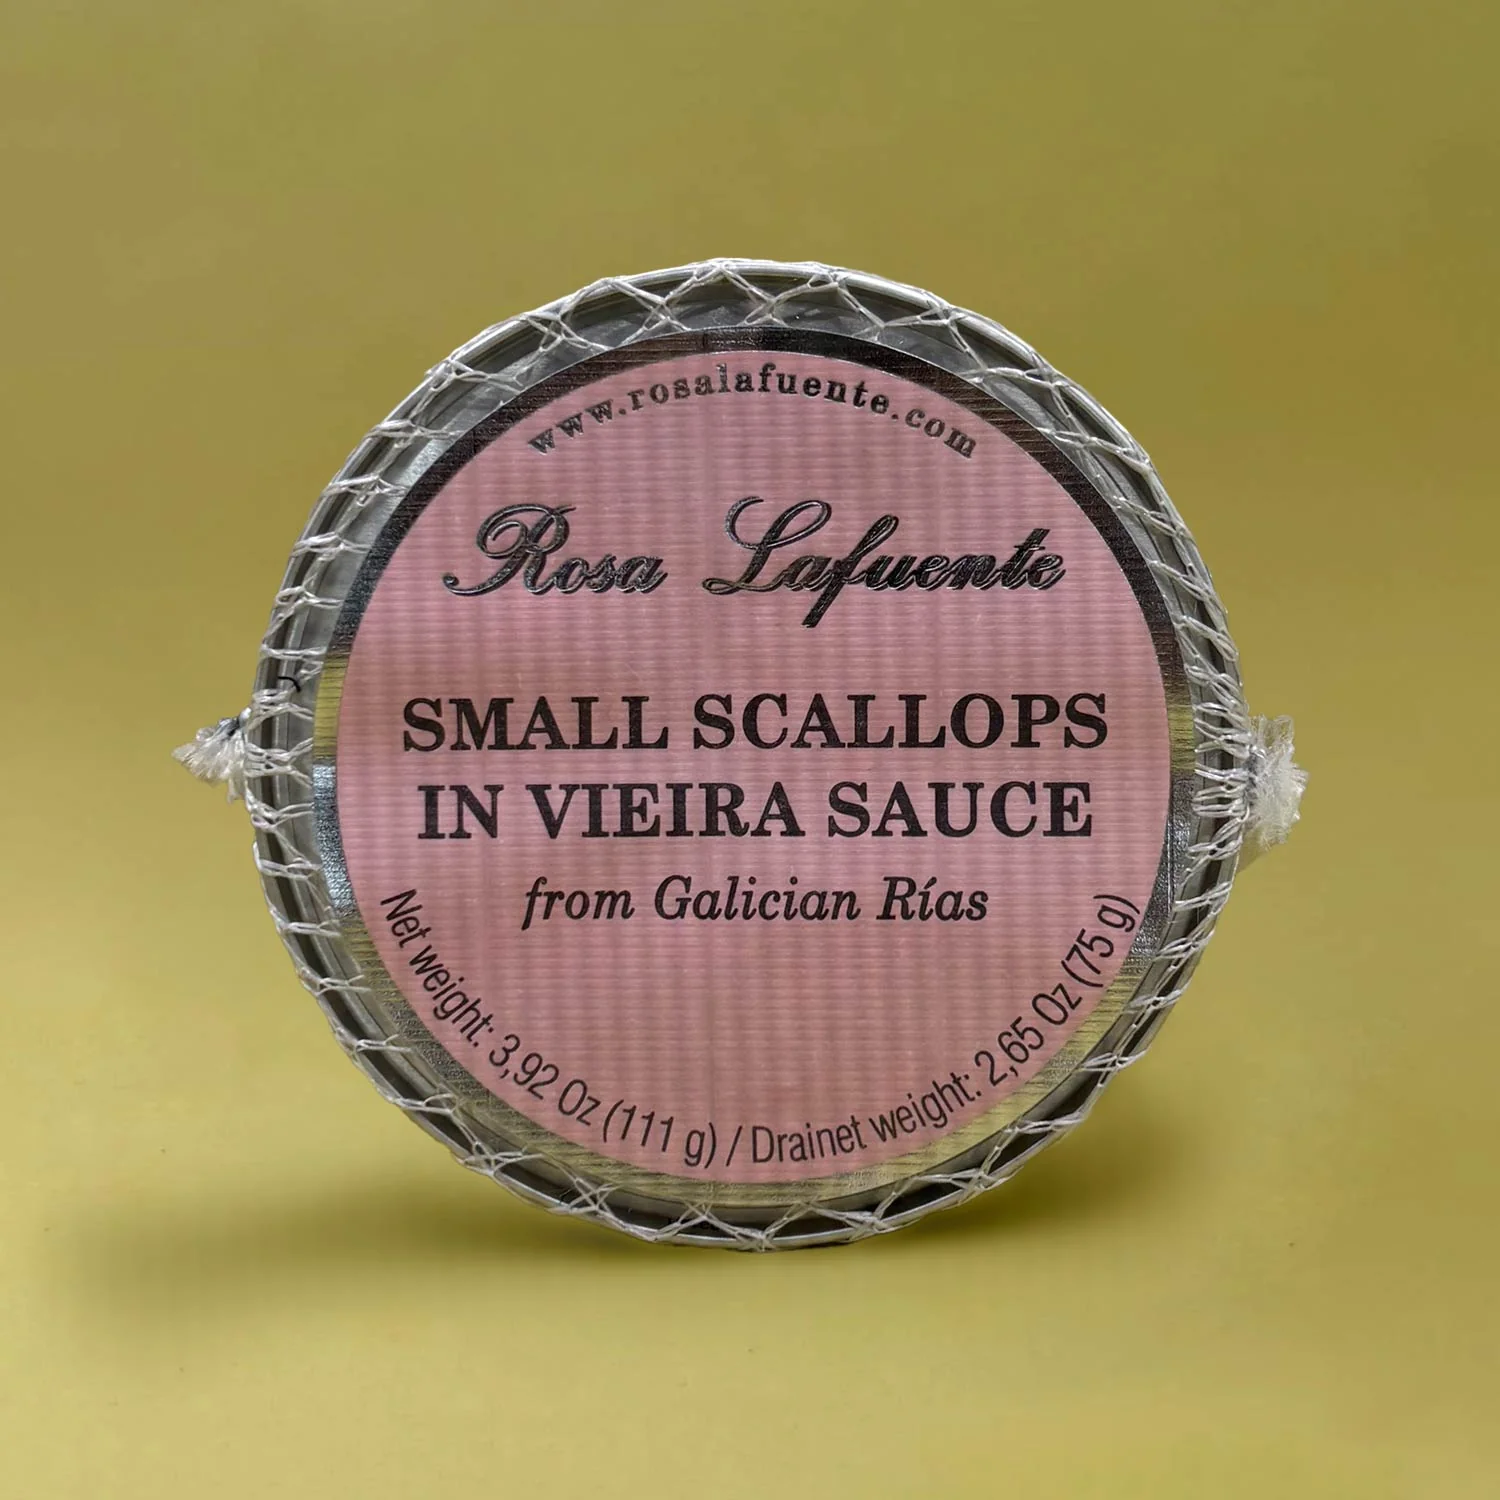 www.rosalafuente.com
Rosa Lafuente
SMALL SCALLOPS
IN VIEIRA SAUCE
from Galician Rías
Net weight: 3,92 Oz (111 g) / Drainet weight: 2,65 Oz (75 g)